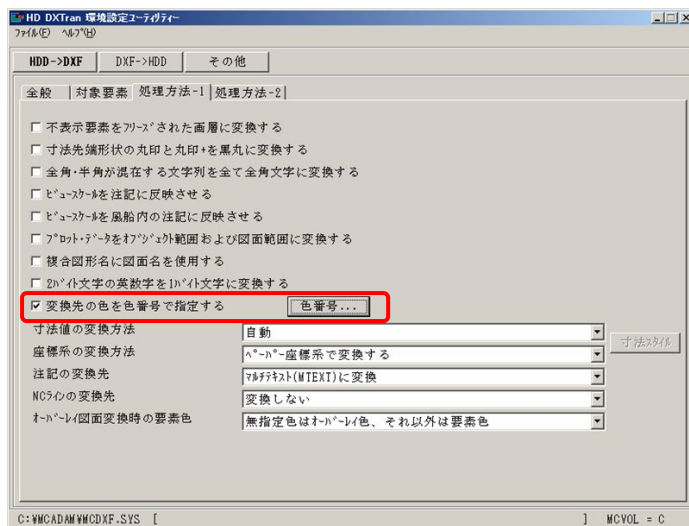 HD DXTran 環境設定ユーティリティー
ファイル(F) ヘルプ(H)
HDD->DXF DXF->HDD その他
全般 対象要素 処理方法-1 処理方法-2
不表示要素をフリーズされた画層に変換する
寸法先端形状の丸印と丸印+を黒丸に変換する
全角・半角が混在する文字列を全て全角文字に変換する
ビュースケールを注記に反映させる
ビュースケールを風船内の注記に反映させる
プロット・データをオブジェクト範囲および図面範囲に変換する
複合図形名に図面名を使用する
2バイト文字の英数字を1バイト文字に変換する
変換先の色を色番号で指定する 色番号...
寸法値の変換方法 自動 寸法スタイル
座標系の変換方法 ペーパー座標系で変換する
注記の変換先 マルチテキスト(MTEXT)に変換
NCラインの変換先 変換しない
オーバーレイ図面変換時の要素色 無指定色はオーバーレイ色、それ以外は要素色
C:¥MCADAM¥MCDXF.SYS [ ] MCVOL = C